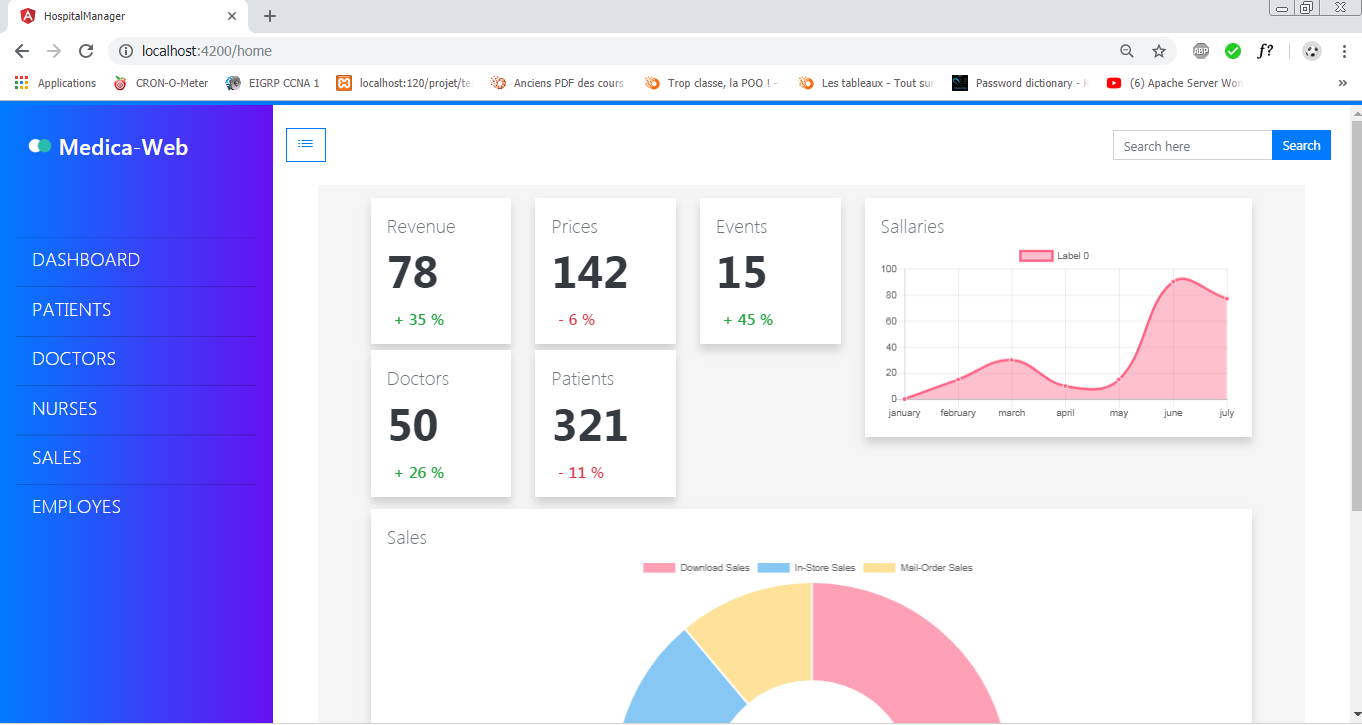 HospitalManager
localhost:4200/home
ABP
f?
Applications
CRON-O-Meter
EIGRP CCNA 1
localhost:120/projet/te
Anciens PDF des cours
Trop classe, la POO ! -
Les tableaux - Tout sur
Password dictionary - K
(6) Apache Server Won
Medica-Web
Search here
Search
DASHBOARD
PATIENTS
DOCTORS
NURSES
SALES
EMPLOYES
Revenue
78
+ 35 %
Prices
142
- 6 %
Events
15
+ 45 %
Sallaries
Label 0
100
80
60
40
20
0
january february march april may june july
Doctors
50
+ 26 %
Patients
321
- 11 %
Sales
Download Sales In-Store Sales Mail-Order Sales